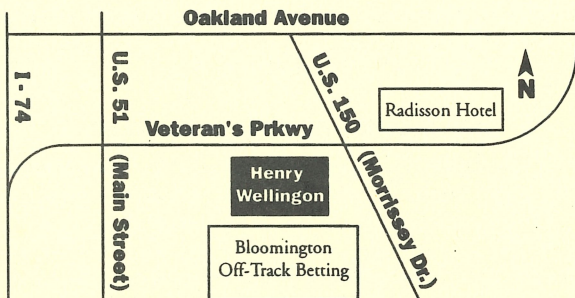 Oakland Avenue
I-74
U.S. 51
(Main Street)
U.S. 150
(Morrissey Dr.)
N
Radisson Hotel
Veteran's Prkwy
Henry
Wellingon
Bloomington
Off-Track Betting